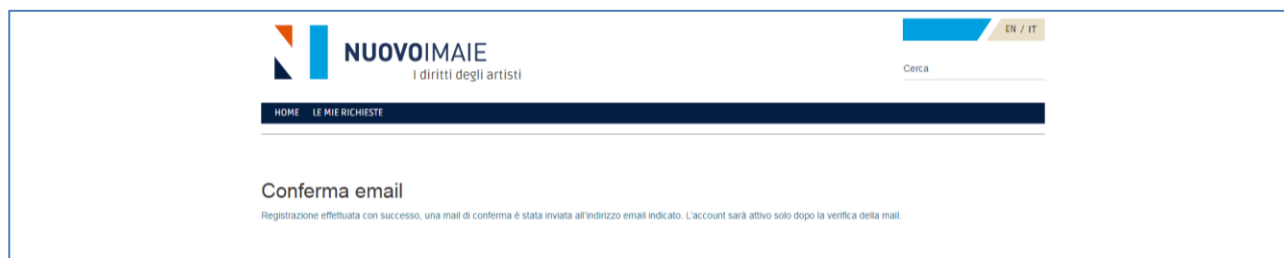 NUOVOIMAIE
I diritti degli artisti
EN / IT
Cerca
HOME LE MIE RICHIESTE
Conferma email
Registrazione effettuata con successo, una mail di conferma è stata inviata all'indirizzo email indicato. L'account sarà attivo solo dopo la verifica della mail.